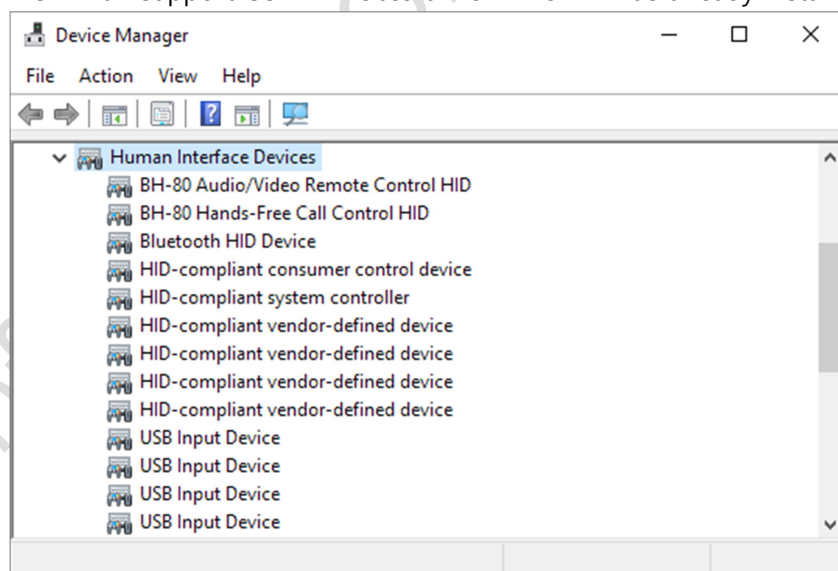 Device Manager
File Action View Help
Human Interface Devices
BH-80 Audio/Video Remote Control HID
BH-80 Hands-Free Call Control HID
Bluetooth HID Device
HID-compliant consumer control device
HID-compliant system controller
HID-compliant vendor-defined device
HID-compliant vendor-defined device
HID-compliant vendor-defined device
HID-compliant vendor-defined device
USB Input Device
USB Input Device
USB Input Device
USB Input Device